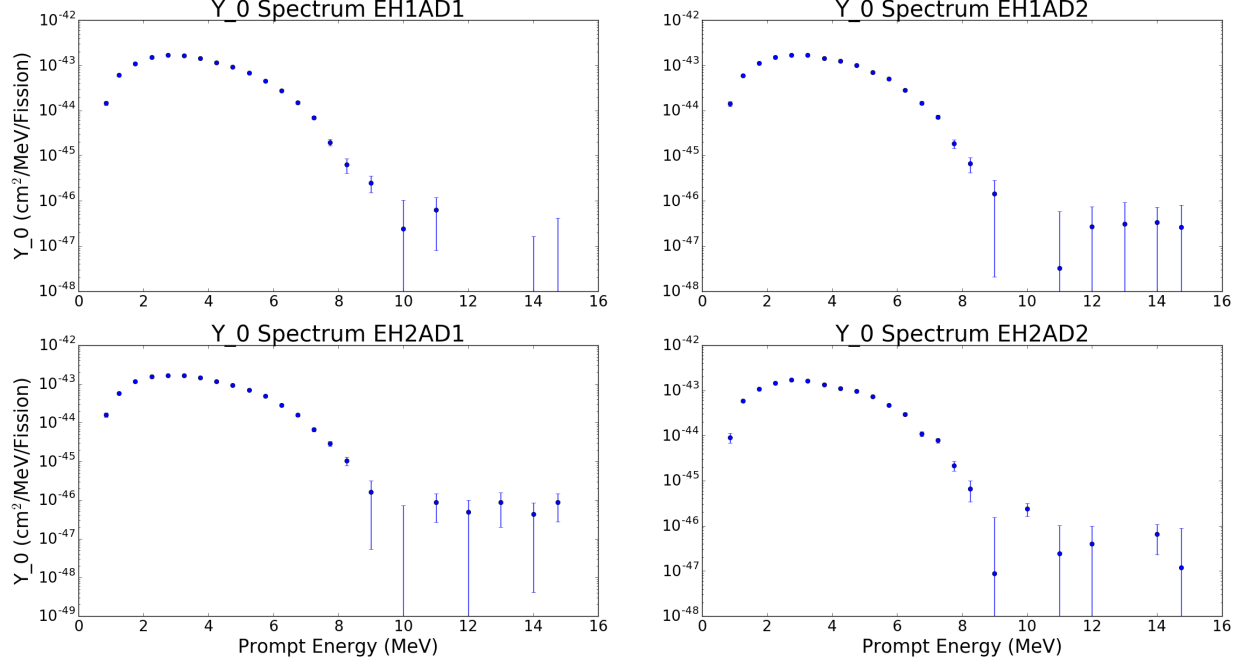 Y_0 Spectrum EH1AD1
Y_0 (cm²/MeV/Fission)
10⁻⁴²
10⁻⁴³
10⁻⁴⁴
10⁻⁴⁵
10⁻⁴⁶
10⁻⁴⁷
10⁻⁴⁸
0 2 4 6 8 10 12 14 16
Y_0 Spectrum EH1AD2
10⁻⁴²
10⁻⁴³
10⁻⁴⁴
10⁻⁴⁵
10⁻⁴⁶
10⁻⁴⁷
10⁻⁴⁸
0 2 4 6 8 10 12 14 16
Y_0 Spectrum EH2AD1
Y_0 (cm²/MeV/Fission)
10⁻⁴²
10⁻⁴³
10⁻⁴⁴
10⁻⁴⁵
10⁻⁴⁶
10⁻⁴⁷
10⁻⁴⁸
10⁻⁴⁹
0 2 4 6 8 10 12 14 16
Prompt Energy (MeV)
Y_0 Spectrum EH2AD2
10⁻⁴²
10⁻⁴³
10⁻⁴⁴
10⁻⁴⁵
10⁻⁴⁶
10⁻⁴⁷
10⁻⁴⁸
0 2 4 6 8 10 12 14 16
Prompt Energy (MeV)